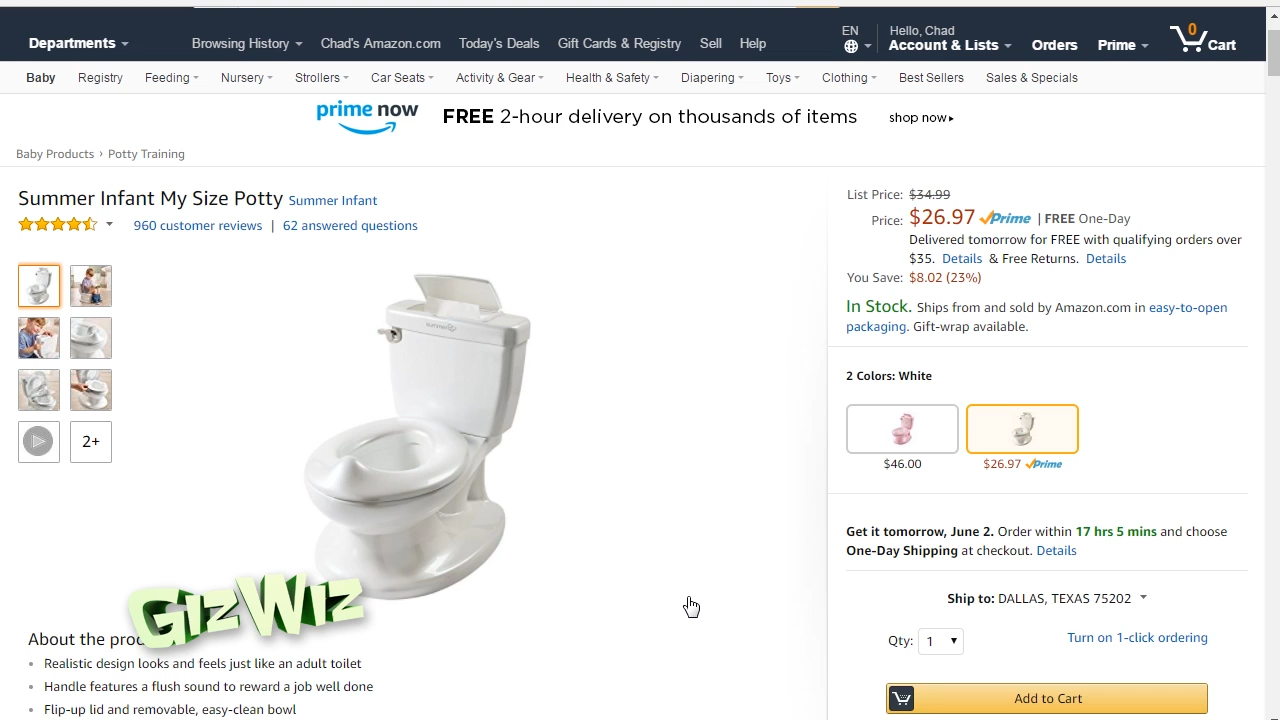 Departments Browsing History Chad's Amazon.com Today's Deals Gift Cards & Registry Sell Help EN Hello, Chad Account & Lists Orders Prime 0 Cart
Baby Registry Feeding Nursery Strollers Car Seats Activity & Gear Health & Safety Diapering Toys Clothing Best Sellers Sales & Specials
prime now FREE 2-hour delivery on thousands of items shop now
Baby Products › Potty Training
Summer Infant My Size Potty Summer Infant
960 customer reviews | 62 answered questions
summer
2+
List Price: $34.99
Price: $26.97 Prime | FREE One-Day
Delivered tomorrow for FREE with qualifying orders over
$35. Details & Free Returns. Details
You Save: $8.02 (23%)
In Stock. Ships from and sold by Amazon.com in easy-to-open
packaging. Gift-wrap available.
2 Colors: White
$46.00 $26.97 Prime
Get it tomorrow, June 2. Order within 17 hrs 5 mins and choose
One-Day Shipping at checkout. Details
Ship to: DALLAS, TEXAS 75202
Qty: 1 Turn on 1-click ordering
Add to Cart
GizWiz
About the proc
• Realistic design looks and feels just like an adult toilet
• Handle features a flush sound to reward a job well done
• Flip-up lid and removable, easy-clean bowl